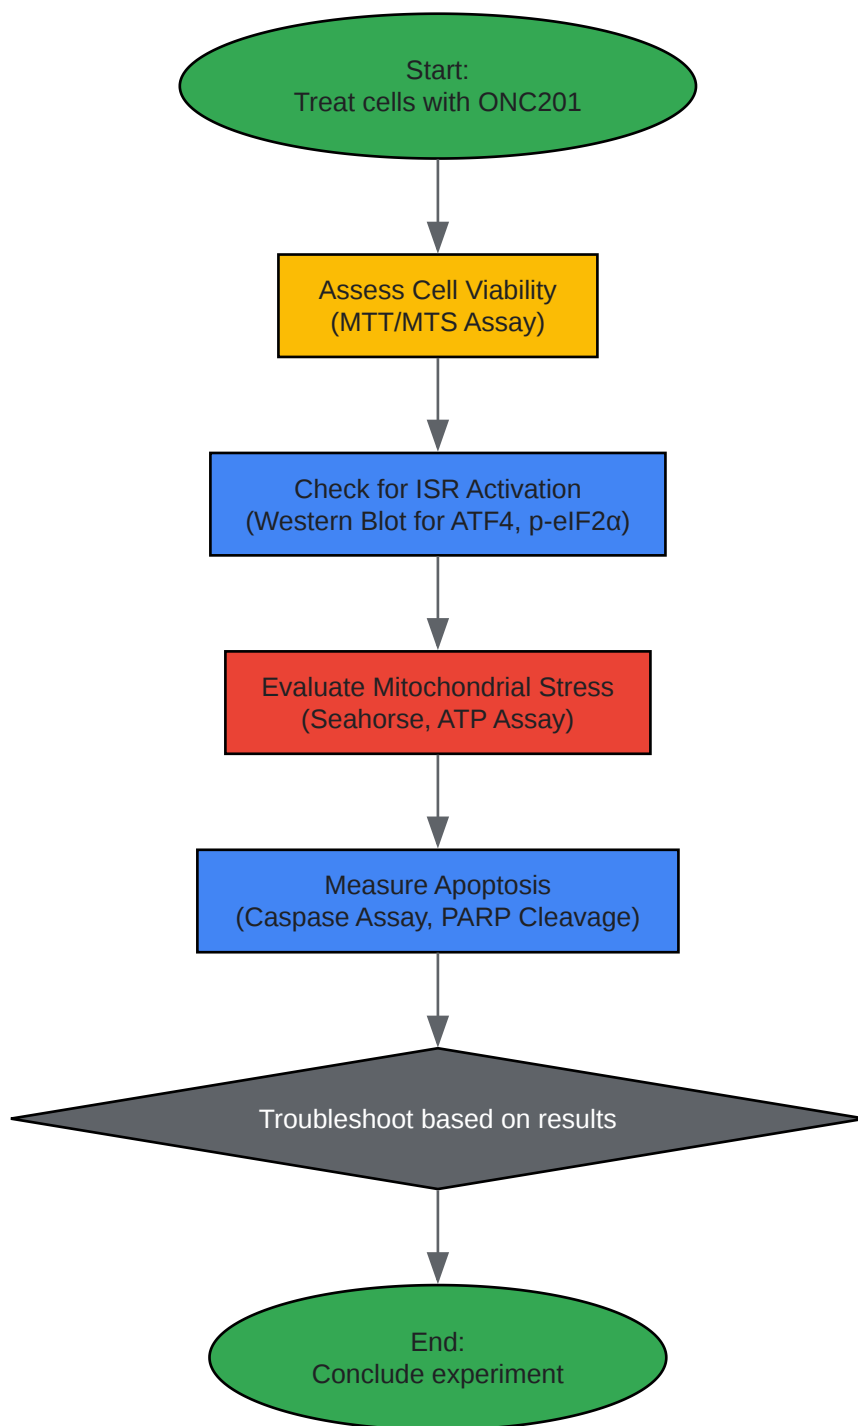 Start:
Treat cells with ONC201
Assess Cell Viability
(MTT/MTS Assay)
Check for ISR Activation
(Western Blot for ATF4, p-eIF2α)
Evaluate Mitochondrial Stress
(Seahorse, ATP Assay)
Measure Apoptosis
(Caspase Assay, PARP Cleavage)
Troubleshoot based on results
End:
Conclude experiment